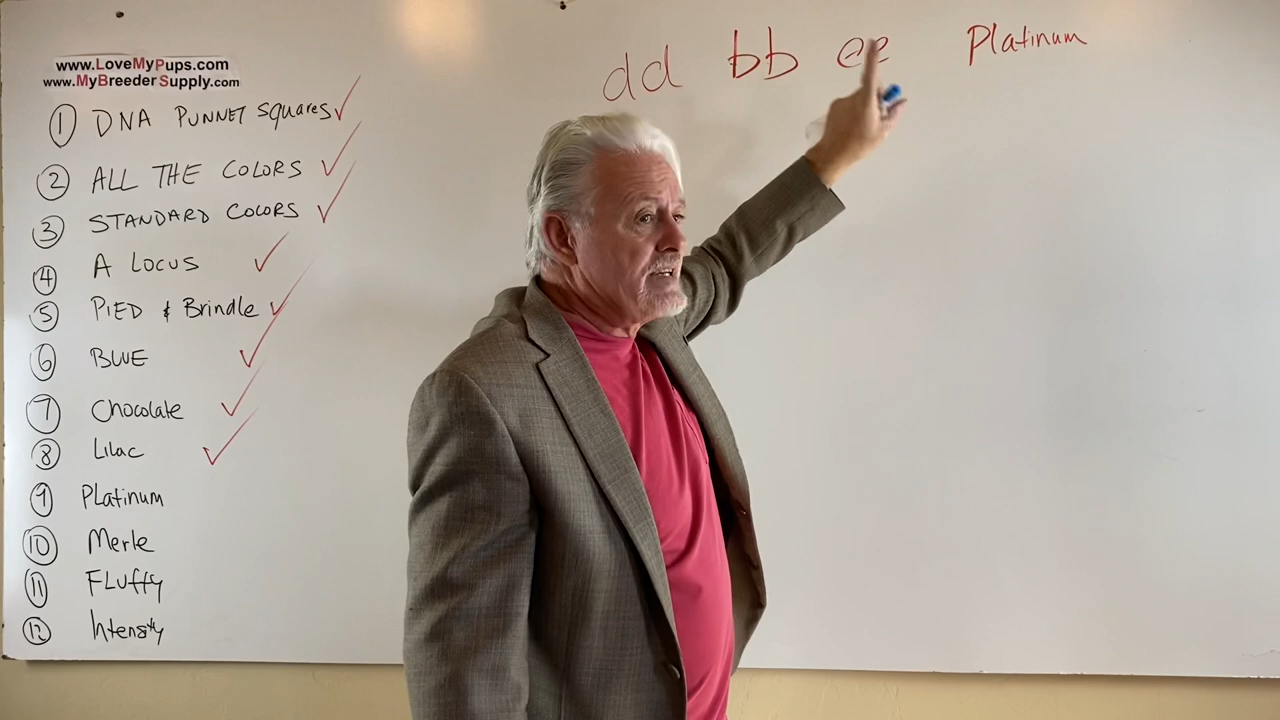 www.LoveMyPups.com
www.MyBreederSupply.com
1 DNA PUNNET SQuares
2 ALL THE COLORS
3 STANDARD COLORS
4 A LOCUS
5 PIED & Brindle
6 BLUE
7 Chocolate
8 Lilac
9 Platinum
10 Merle
11 FLuffy
12 Intensity
dd bb ee Platinum